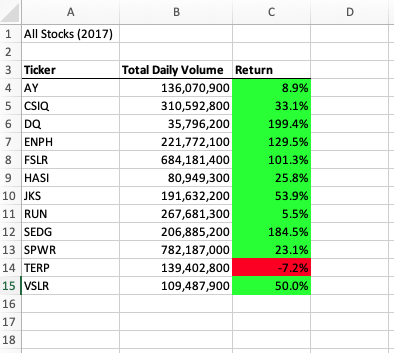 A B C D
1 All Stocks (2017)
2
3 Ticker Total Daily Volume Return
4 AY 136,070,900 8.9%
5 CSIQ 310,592,800 33.1%
6 DQ 35,796,200 199.4%
7 ENPH 221,772,100 129.5%
8 FSLR 684,181,400 101.3%
9 HASI 80,949,300 25.8%
10 JKS 191,632,200 53.9%
11 RUN 267,681,300 5.5%
12 SEDG 206,885,200 184.5%
13 SPWR 782,187,000 23.1%
14 TERP 139,402,800 -7.2%
15 VSLR 109,487,900 50.0%
16
17
18